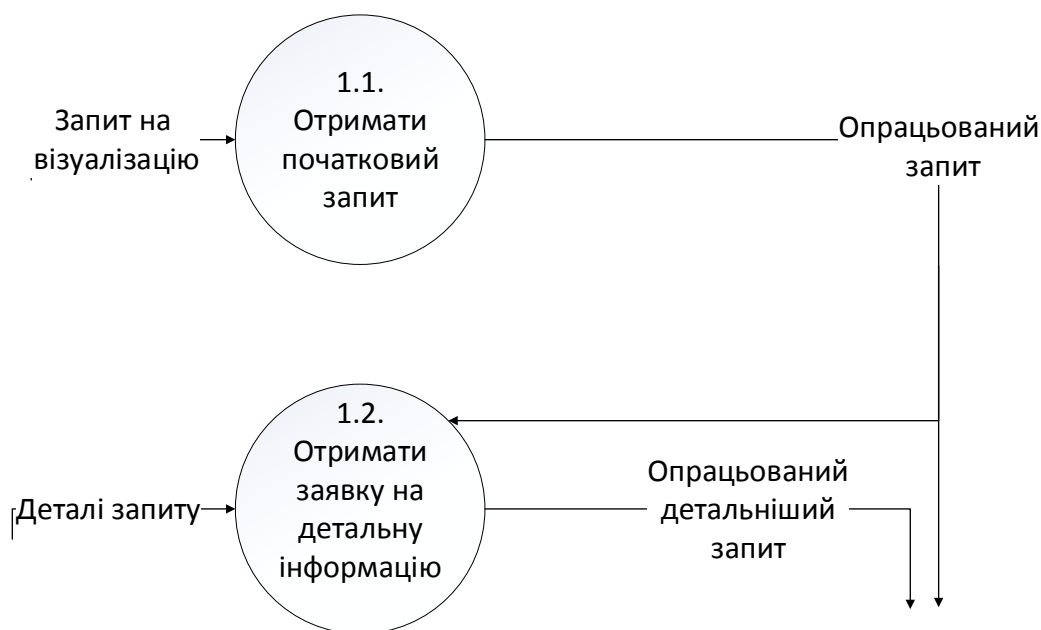 1.1.
Отримати
початковий
запит
Запит на
візуалізацію
Опрацьований
запит
1.2.
Отримати
заявку на
детальну
інформацію
Деталі запиту
Опрацьований
детальніший
запит